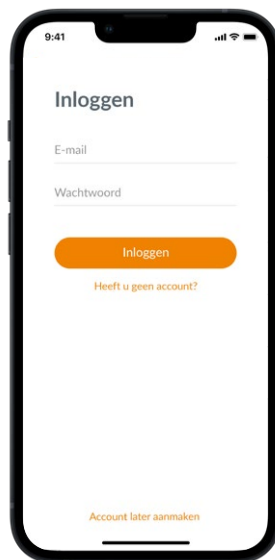 9:41
Inloggen
E-mail
Wachtwoord
Inloggen
Heeft u geen account?
Account later aanmaken